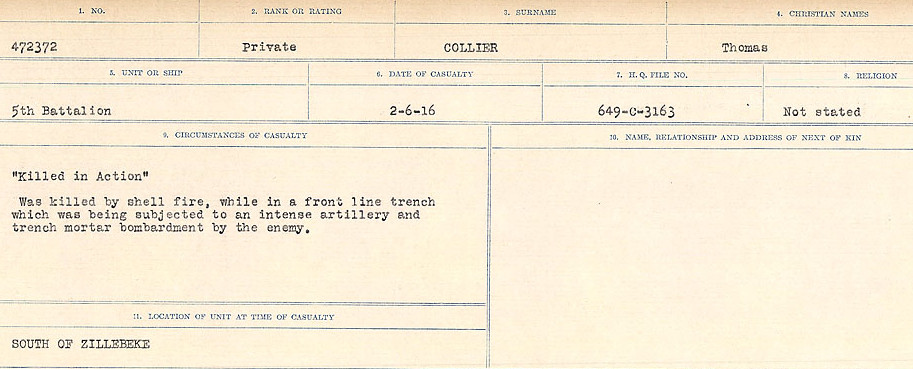 1. NO.
2. RANK OR RATING
3. SURNAME
4. CHRISTIAN NAMES
472372
Private
COLLIER
Thomas
5. UNIT OR SHIP
6. DATE OF CASUALTY
7. H.Q. FILE NO.
8. RELIGION
5th Battalion
2-6-16
649-C-3163
Not stated
9. CIRCUMSTANCES OF CASUALTY
10. NAME, RELATIONSHIP AND ADDRESS OF NEXT OF KIN
"Killed in Action"
Was killed by shell fire, while in a front line trench
which was being subjected to an intense artillery and
trench mortar bombardment by the enemy.
11. LOCATION OF UNIT AT TIME OF CASUALTY
SOUTH OF ZILLEBEKE